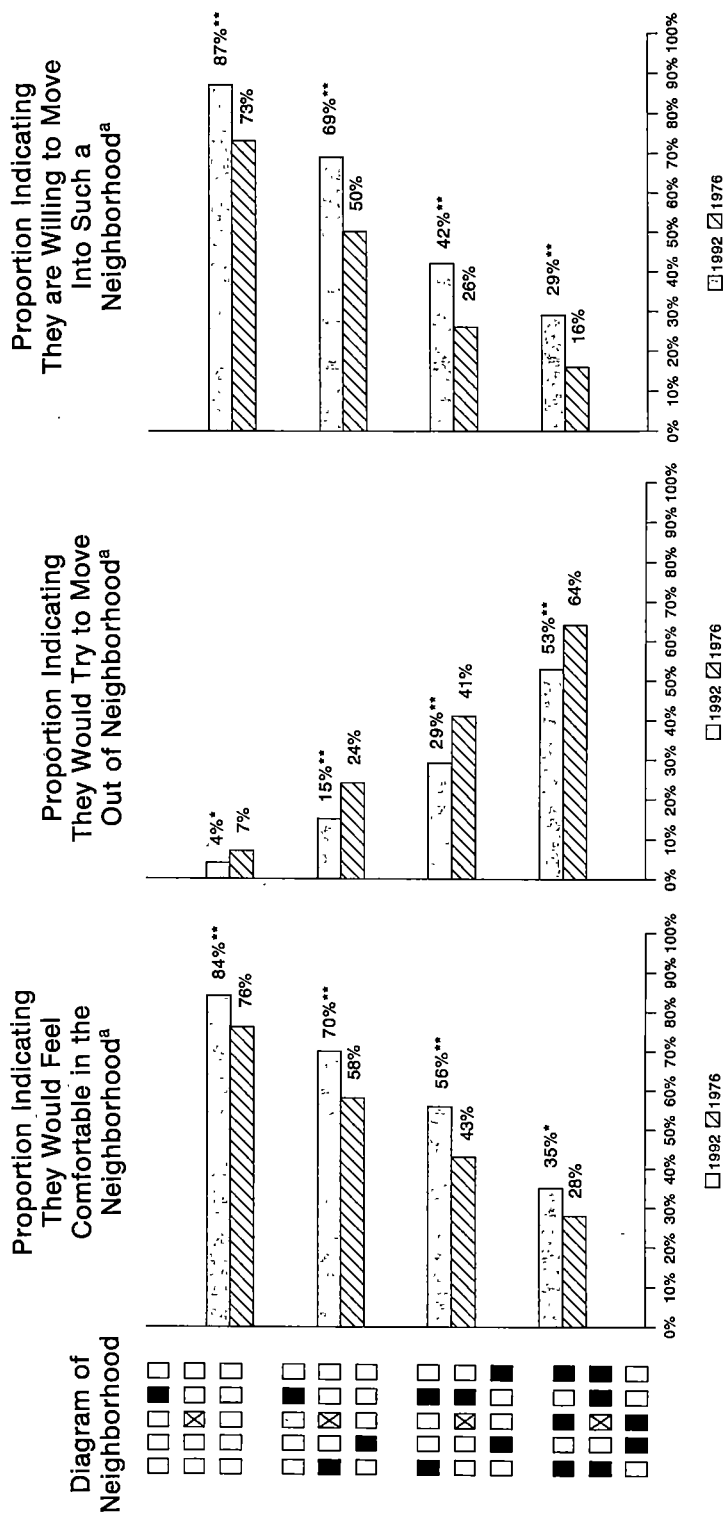 Diagram of
Neighborhood
Proportion Indicating
They Would Feel
Comfortable in the
Neighborhoodᵃ
84%**
76%
70%**
58%
56%**
43%
35%*
28%
0% 10% 20% 30% 40% 50% 60% 70% 80% 90% 100%
1992 1976
Proportion Indicating
They Would Try to Move
Out of Neighborhoodᵃ
4%*
7%
15%**
24%
29%**
41%
53%**
64%
0% 10% 20% 30% 40% 50% 60% 70% 80% 90% 100%
1992 1976
Proportion Indicating
They are Willing to Move
Into Such a
Neighborhoodᵃ
87%**
73%
69%**
50%
42%**
26%
29%**
16%
0% 10% 20% 30% 40% 50% 60% 70% 80% 90% 100%
1992 1976